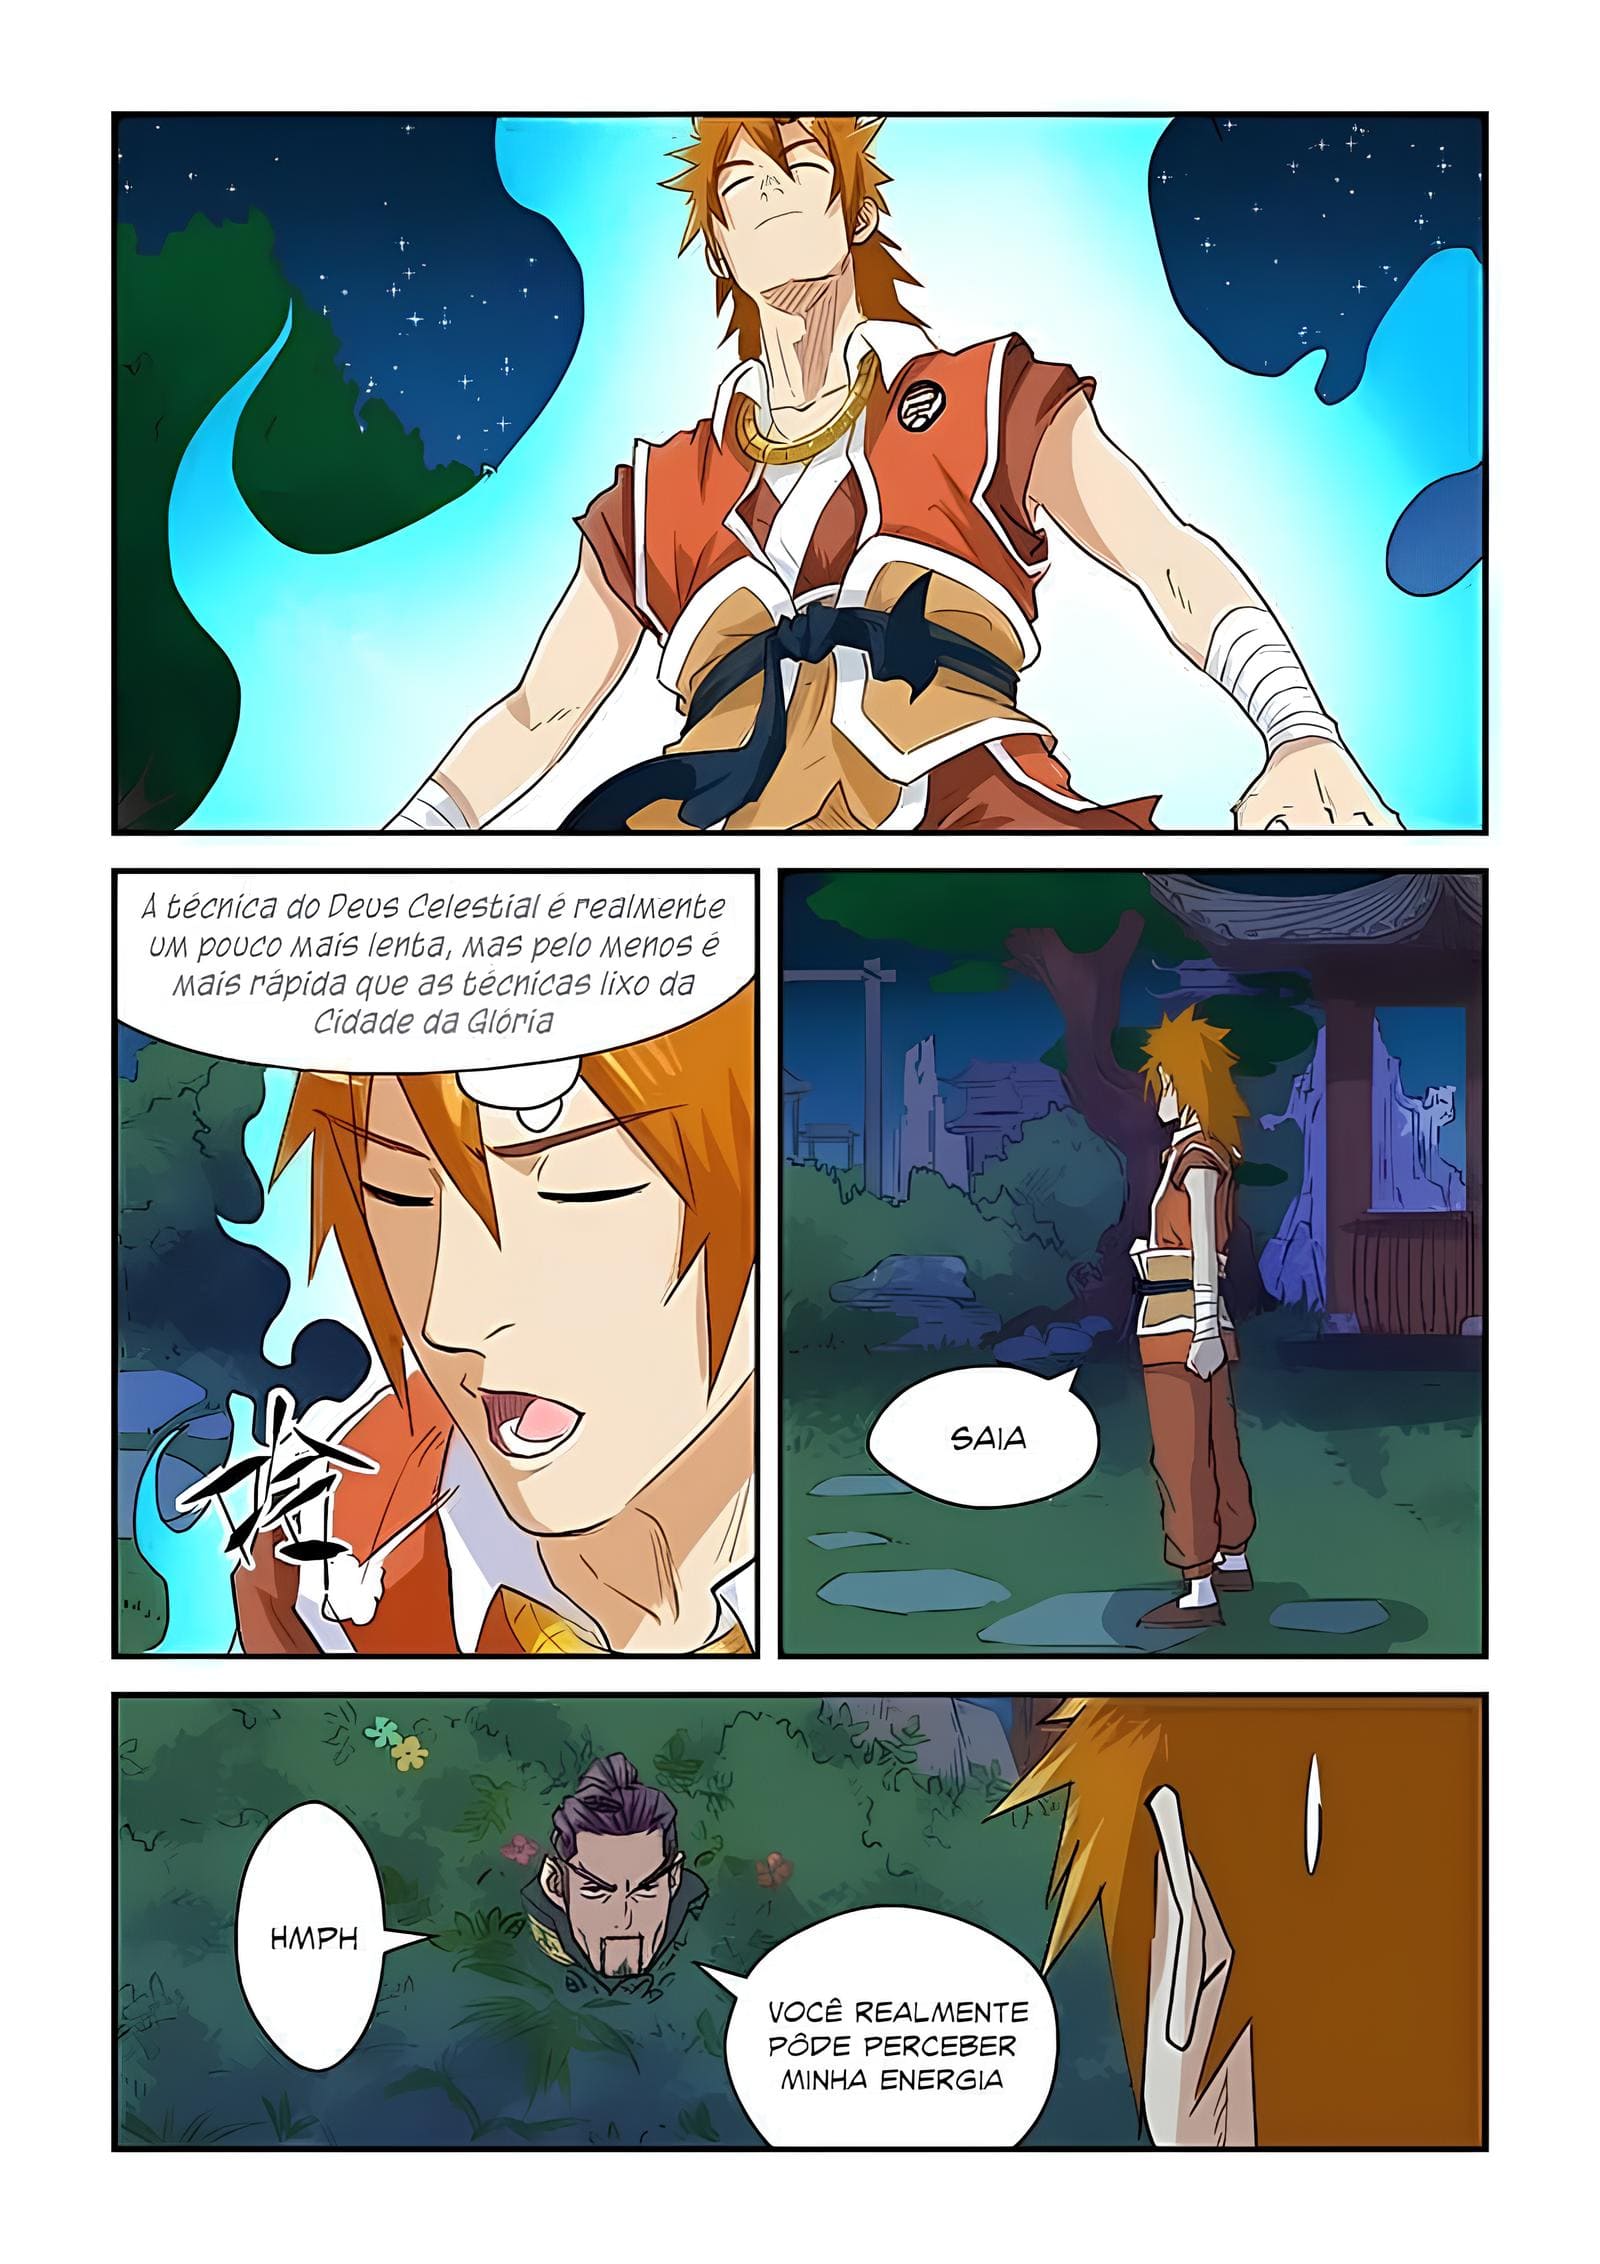 A técnica do Deus Celestial é realmente
um pouco mais lenta, mas pelo menos é
mais rápida que as técnicas lixo da
Cidade da Glória
SAIA
HMPH
VOCÊ REALMENTE
PÔDE PERCEBER
MINHA ENERGIA